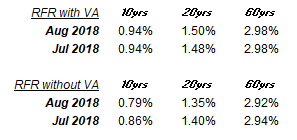 RFR with VA 10yrs 20yrs 60yrs
Aug 2018 0.94% 1.50% 2.98%
Jul 2018 0.94% 1.48% 2.98%
RFR without VA 10yrs 20yrs 60yrs
Aug 2018 0.79% 1.35% 2.92%
Jul 2018 0.86% 1.40% 2.94%